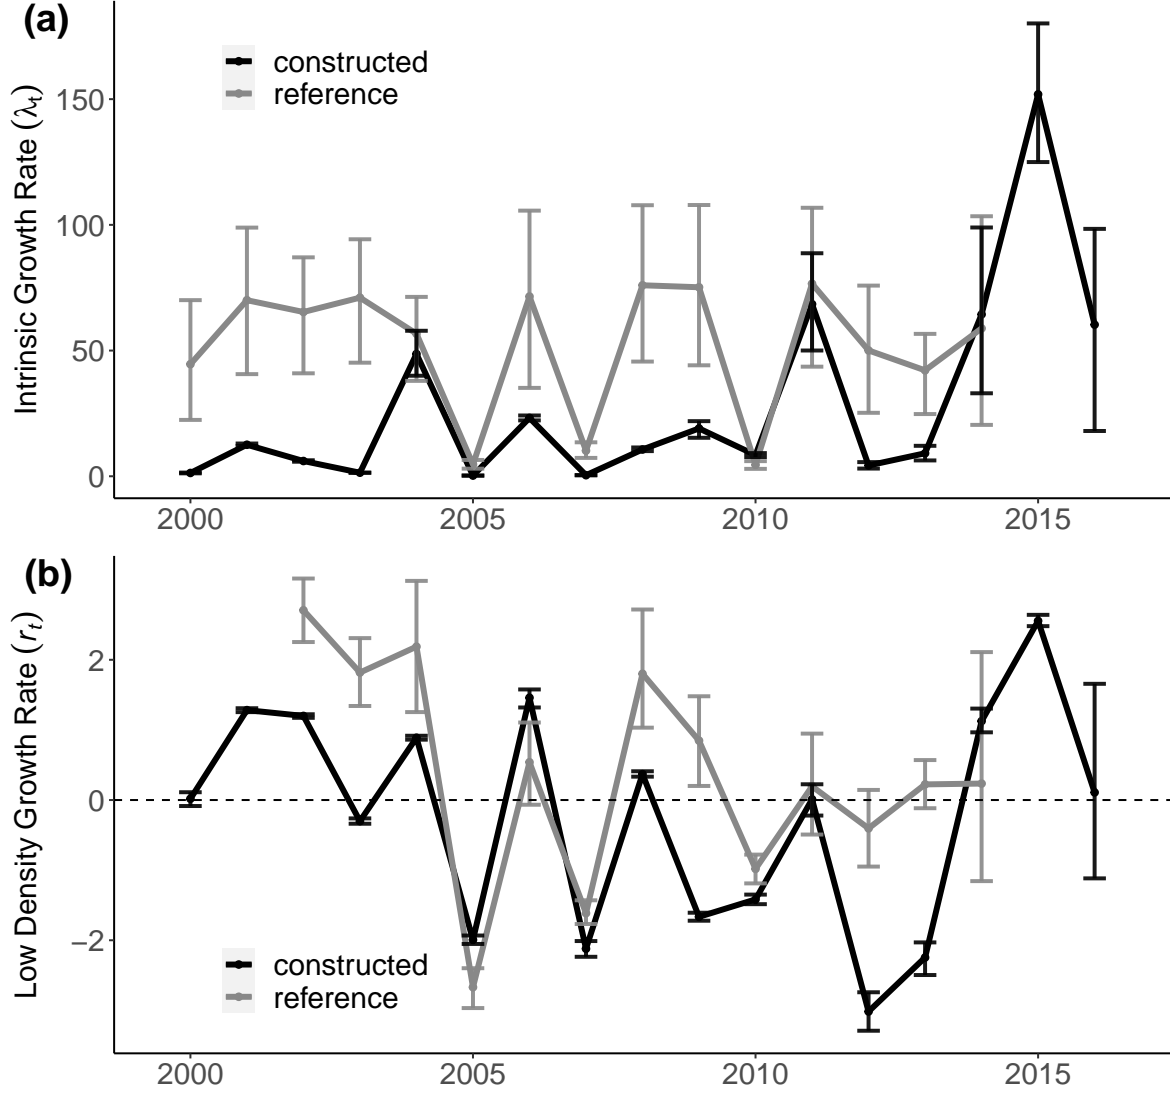 (a)
Intrinsic Growth Rate (λt)
constructed
reference
150
100
50
0
2000 2005 2010 2015
(b)
Low Density Growth Rate (rt)
2
0
−2
constructed
reference
2000 2005 2010 2015